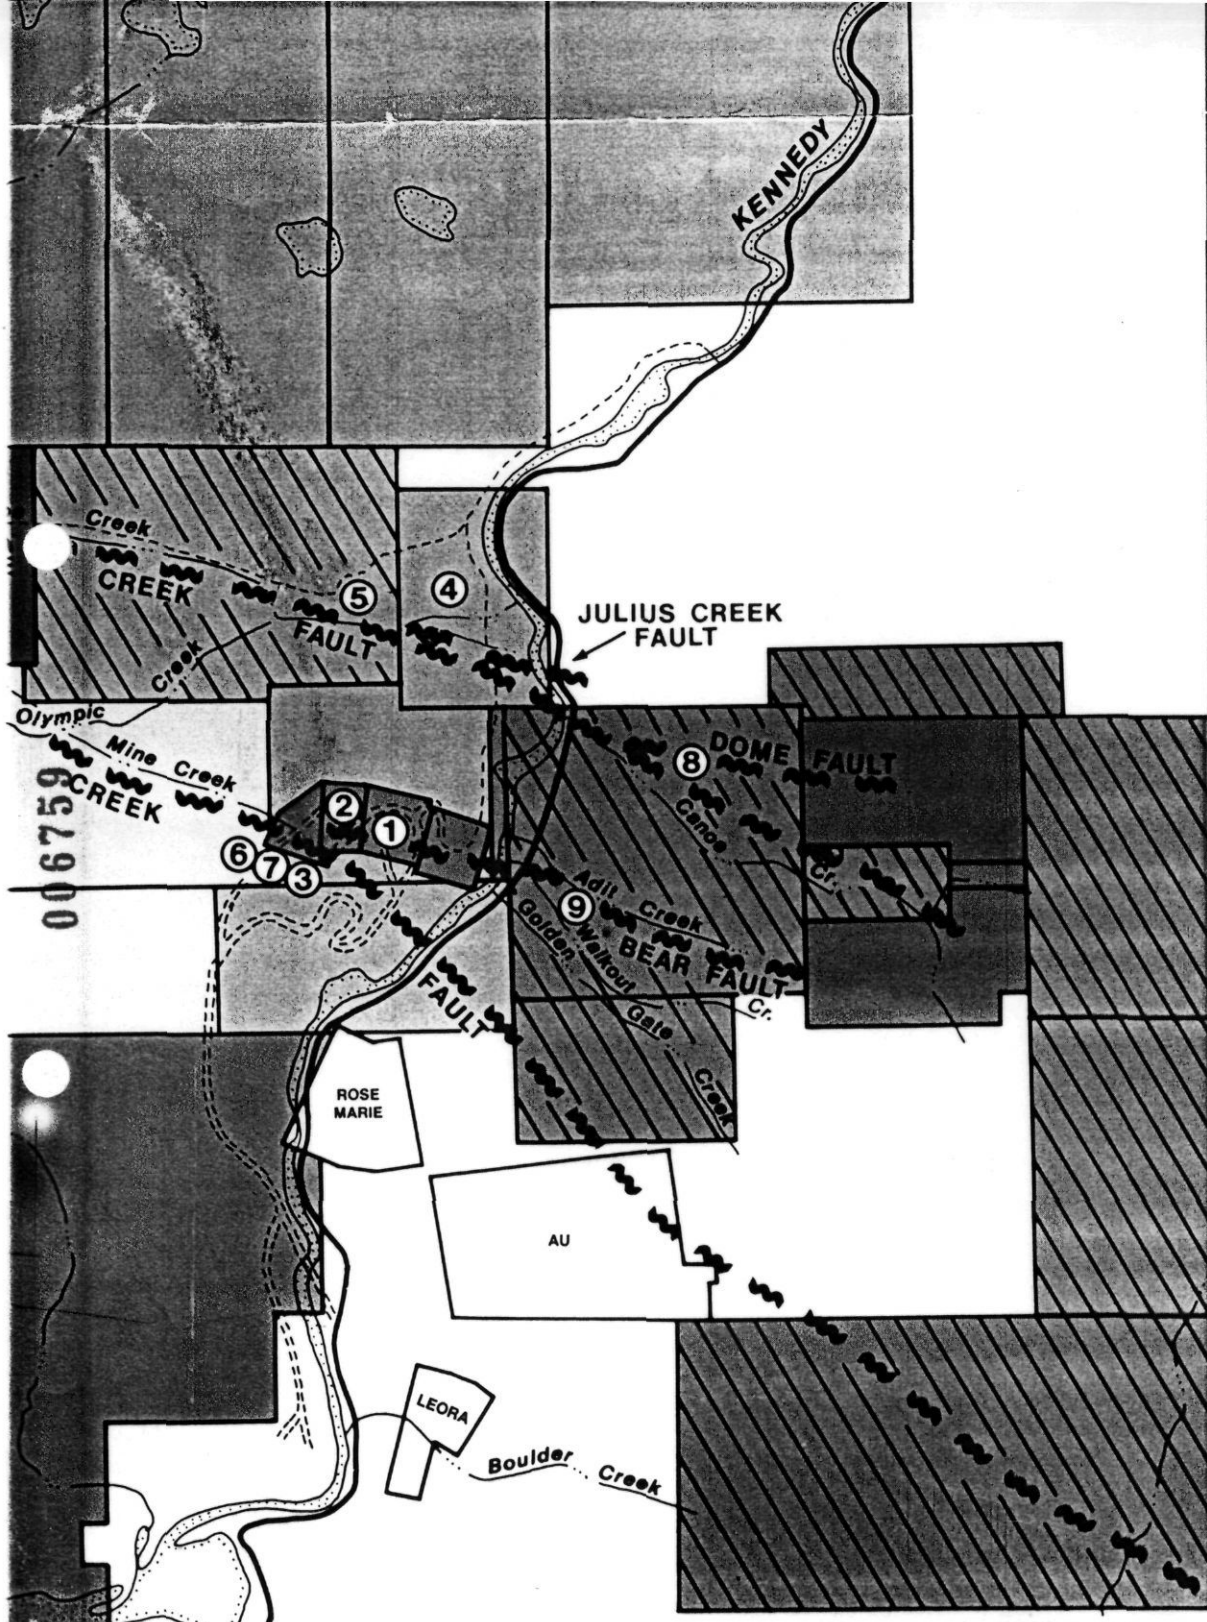 KENNEDY
Creek
CREEK
⑤
④
FAULT
JULIUS CREEK
FAULT
Creek
Olympic
Mine Creek
CREEK
⑧
DOME FAULT
②
①
Canoe
Cr.
⑥
⑦
③
Adit
Creek
⑨
BEAR FAULT
Golden
Walkout
Gate
Cr.
Creek
FAULT
006759
ROSE
MARIE
AU
LEORA
Boulder Creek